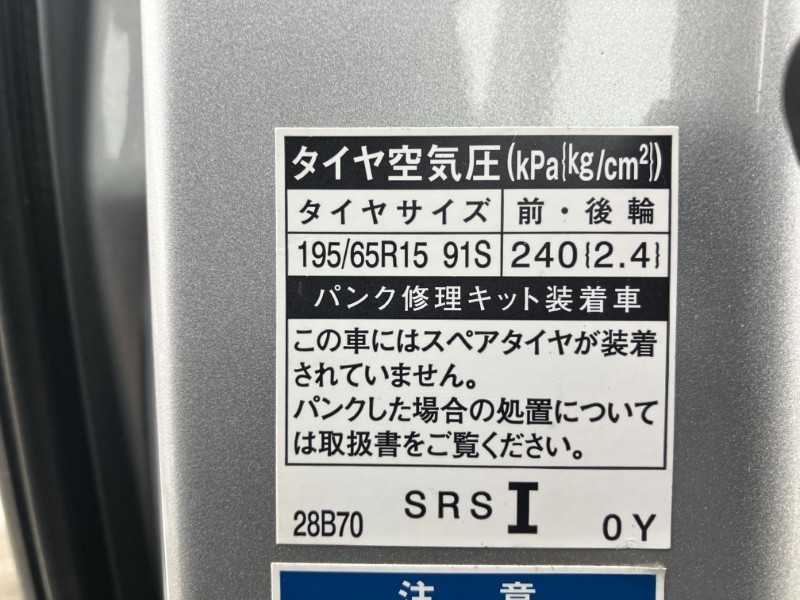 タイヤ空気圧(kPa{kg/cm²})
タイヤサイズ 前・後輪
195/65R15 91S 240{2.4}
パンク修理キット装着車
この車にはスペアタイヤが装着
されていません。
パンクした場合の処置について
は取扱書をご覧ください。
28B70 SRS I 0Y
注意